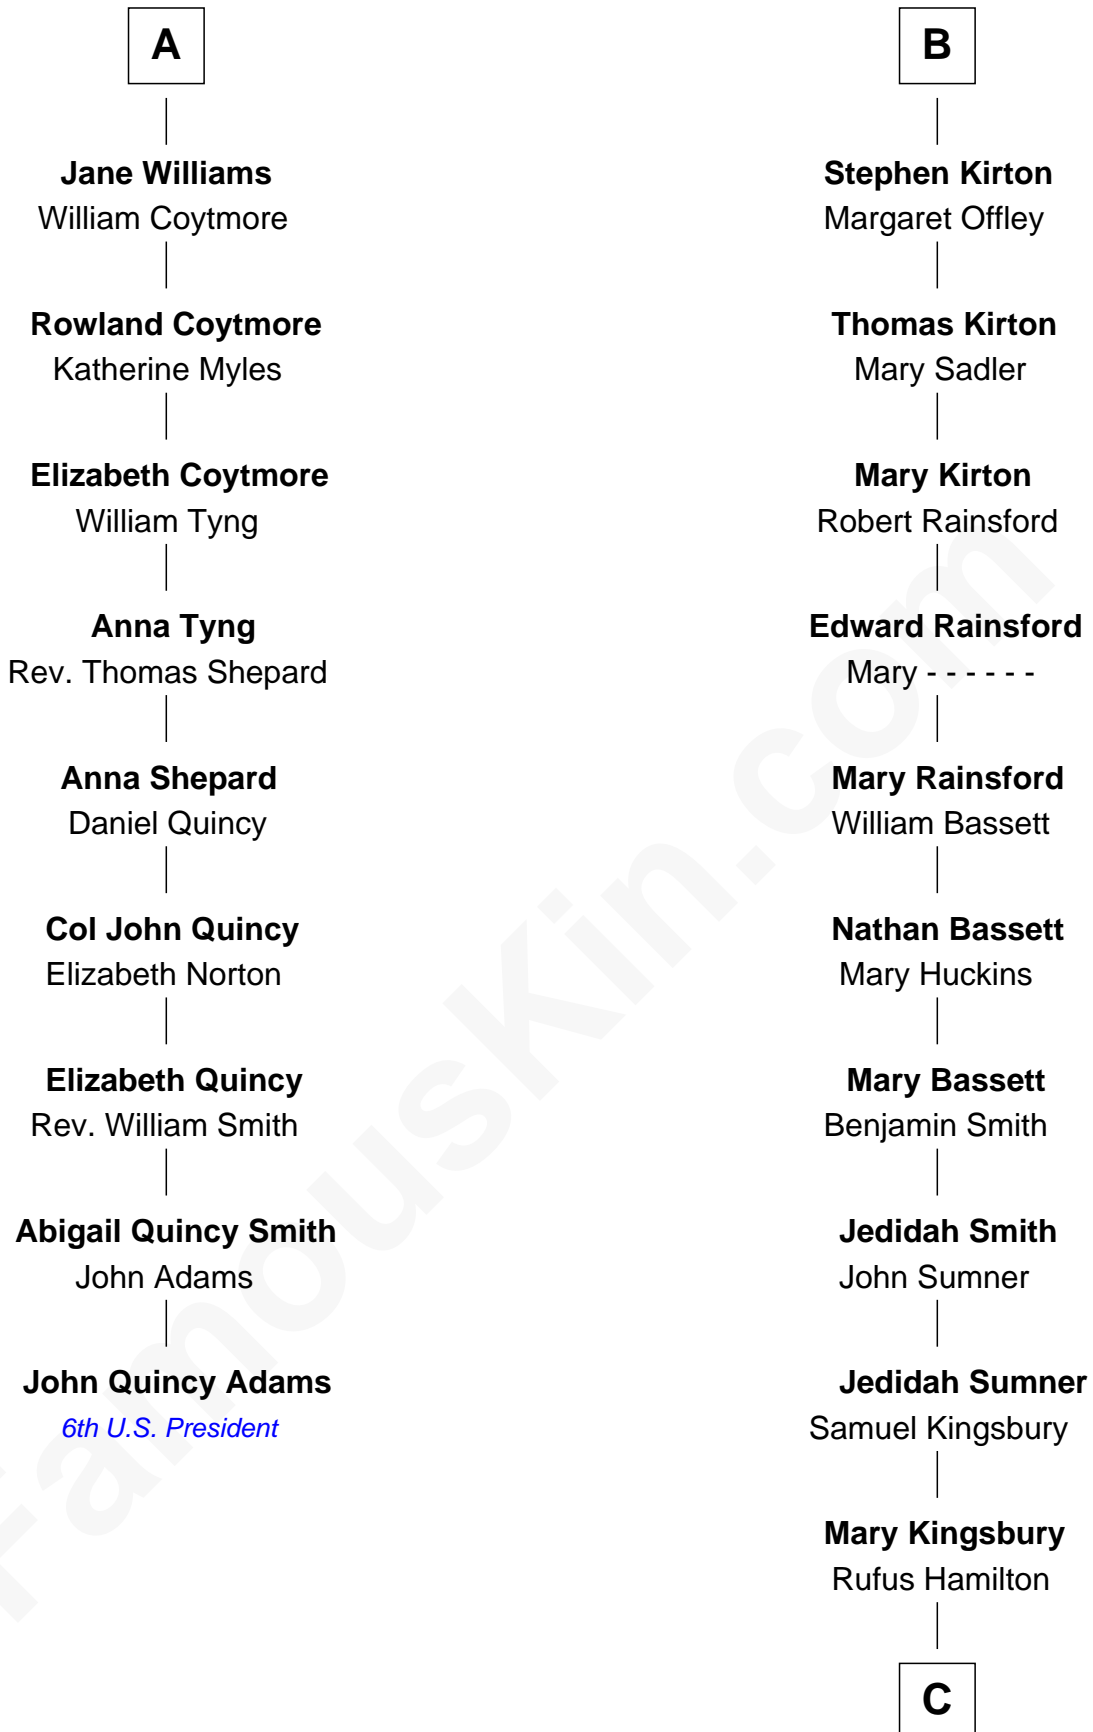 A
Jane Williams
William Coytmore
Rowland Coytmore
Katherine Myles
Elizabeth Coytmore
William Tyng
Anna Tyng
Rev. Thomas Shepard
Anna Shepard
Daniel Quincy
Col John Quincy
Elizabeth Norton
Elizabeth Quincy
Rev. William Smith
Abigail Quincy Smith
John Adams
John Quincy Adams
6th U.S. President
B
Stephen Kirton
Margaret Offley
Thomas Kirton
Mary Sadler
Mary Kirton
Robert Rainsford
Edward Rainsford
Mary - - - - - -
Mary Rainsford
William Bassett
Nathan Bassett
Mary Huckins
Mary Bassett
Benjamin Smith
Jedidah Smith
John Sumner
Jedidah Sumner
Samuel Kingsbury
Mary Kingsbury
Rufus Hamilton
C
FamousKin.com